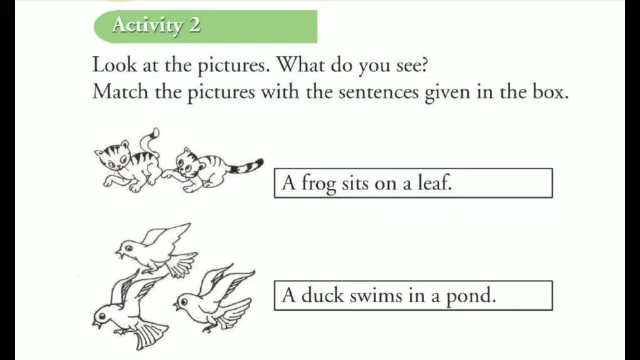 Activity 2
Look at the pictures. What do you see?
Match the pictures with the sentences given in the box.
A frog sits on a leaf.
A duck swims in a pond.